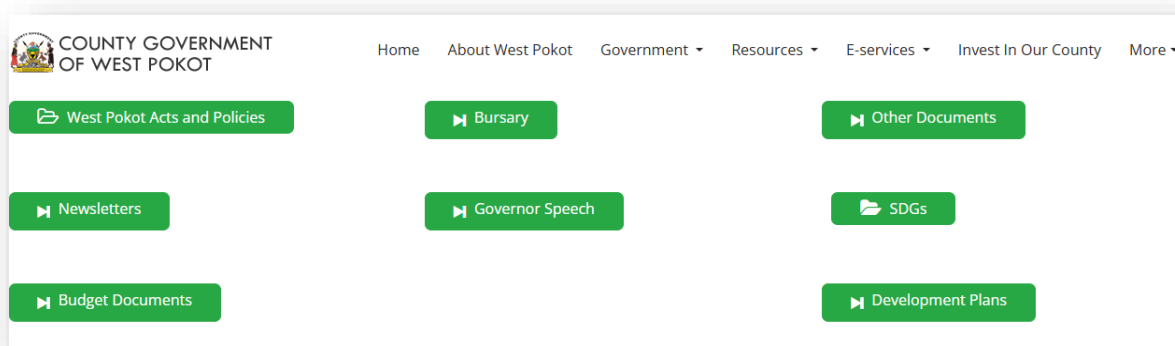 COUNTY GOVERNMENT
OF WEST POKOT
Home About West Pokot Government Resources E-services Invest In Our County More
West Pokot Acts and Policies Bursary Other Documents
Newsletters Governor Speech SDGs
Budget Documents Development Plans